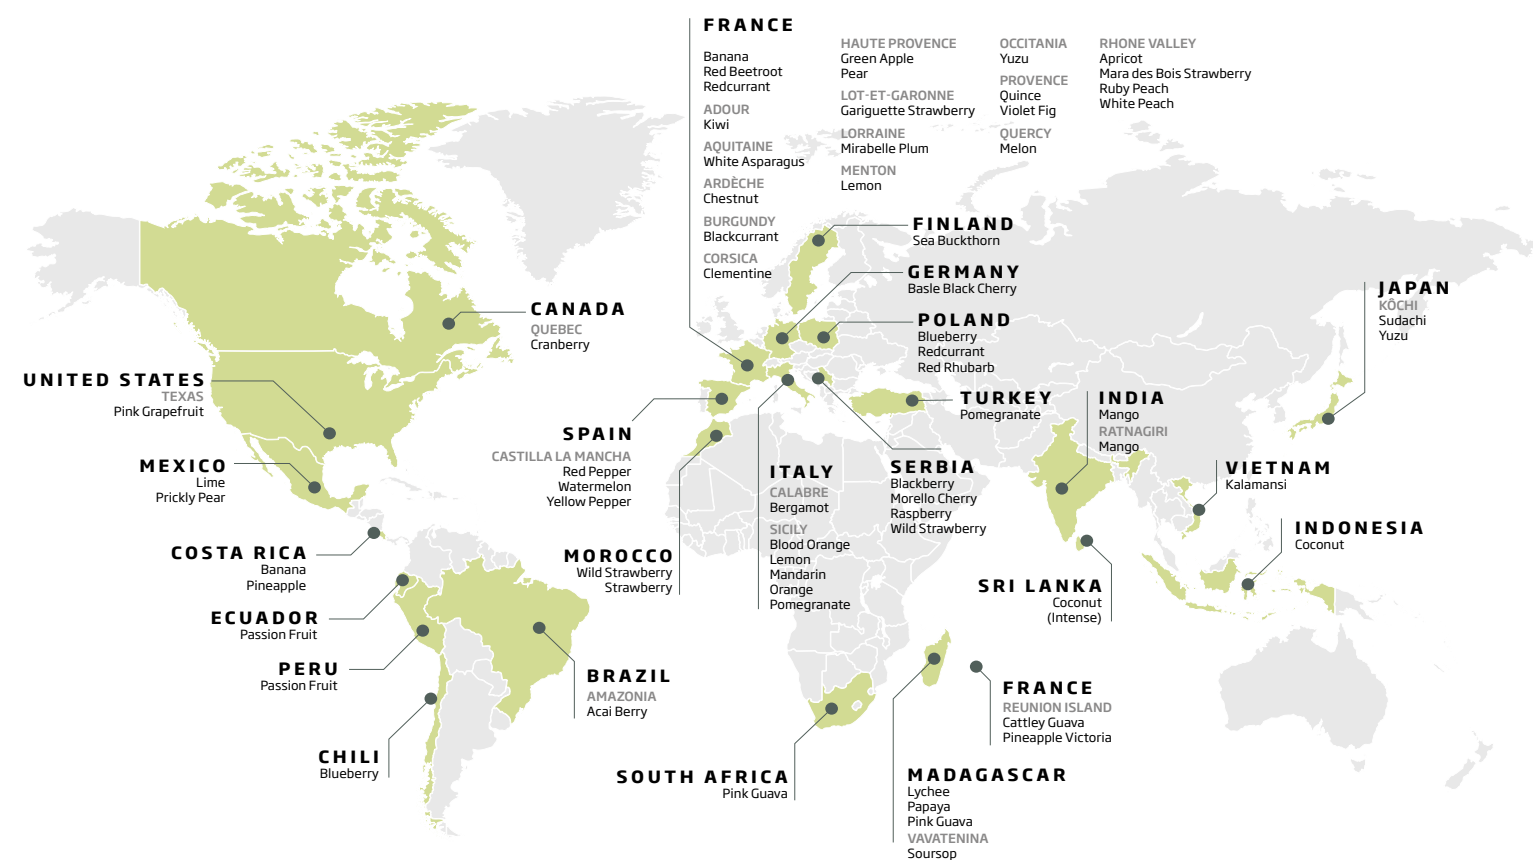 FRANCE
Banana
Red Beetroot
Redcurrant
ADOUR
Kiwi
AQUITAINE
White Asparagus
ARDÈCHE
Chestnut
BURGUNDY
Blackcurrant
CORSICA
Clementine
HAUTE PROVENCE
Green Apple
Pear
LOT-ET-GARONNE
Gariguette Strawberry
LORRAINE
Mirabelle Plum
MENTON
Lemon
OCCITANIA
Yuzu
PROVENCE
Quince
Violet Fig
QUERCY
Melon
RHONE VALLEY
Apricot
Mara des Bois Strawberry
Ruby Peach
White Peach
FINLAND
Sea Buckthorn
GERMANY
Basle Black Cherry
POLAND
Blueberry
Redcurrant
Red Rhubarb
JAPAN
KÔCHI
Sudachi
Yuzu
CANADA
QUEBEC
Cranberry
UNITED STATES
TEXAS
Pink Grapefruit
MEXICO
Lime
Prickly Pear
SPAIN
CASTILLA LA MANCHA
Red Pepper
Watermelon
Yellow Pepper
TURKEY
Pomegranate
INDIA
Mango
RATNAGIRI
Mango
ITALY
CALABRE
Bergamot
SICILY
Blood Orange
Lemon
Mandarin
Orange
Pomegranate
SERBIA
Blackberry
Morello Cherry
Raspberry
Wild Strawberry
VIETNAM
Kalamansi
INDONESIA
Coconut
COSTA RICA
Banana
Pineapple
MOROCCO
Wild Strawberry
Strawberry
SRI LANKA
Coconut
(Intense)
ECUADOR
Passion Fruit
PERU
Passion Fruit
BRAZIL
AMAZONIA
Acai Berry
FRANCE
REUNION ISLAND
Cattley Guava
Pineapple Victoria
CHILI
Blueberry
SOUTH AFRICA
Pink Guava
MADAGASCAR
Lychee
Papaya
Pink Guava
VAVATENINA
Soursop